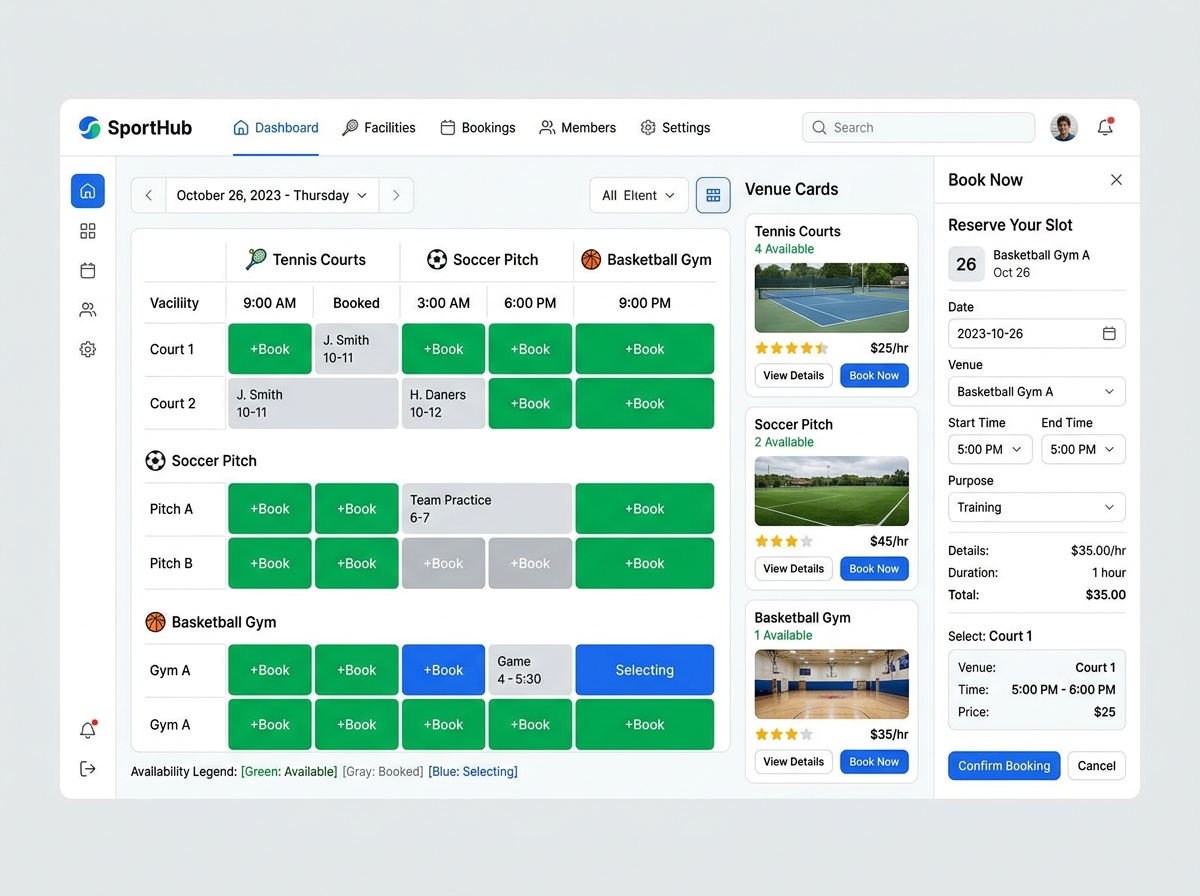 SportHub
Dashboard
Facilities
Bookings
Members
Settings
Search
October 26, 2023 - Thursday
All Eltent
Tennis Courts
Soccer Pitch
Basketball Gym
Vaciliity
9:00 AM
Booked
3:00 AM
6:00 PM
9:00 PM
Court 1
+Book
J. Smith
10-11
+Book
+Book
+Book
Court 2
J. Smith
10-11
H. Daners
10-12
+Book
+Book
Soccer Pitch
Pitch A
+Book
+Book
Team Practice
6-7
+Book
Pitch B
+Book
+Book
+Book
+Book
+Book
Basketball Gym
Gym A
+Book
+Book
+Book
Game
4 - 5:30
Selecting
Gym A
+Book
+Book
+Book
+Book
+Book
Availability Legend: [Green: Available] [Gray: Booked] [Blue: Selecting]
Venue Cards
Tennis Courts
4 Available
$25/hr
View Details
Book Now
Soccer Pitch
2 Available
$45/hr
View Details
Book Now
Basketball Gym
1 Available
$35/hr
View Details
Book Now
Book Now
Reserve Your Slot
26
Basketball Gym A
Oct 26
Date
2023-10-26
Venue
Basketball Gym A
Start Time
End Time
5:00 PM
5:00 PM
Purpose
Training
Details: $35.00/hr
Duration: 1 hour
Total: $35.00
Select: Court 1
Venue: Court 1
Time: 5:00 PM - 6:00 PM
Price: $25
Confirm Booking
Cancel